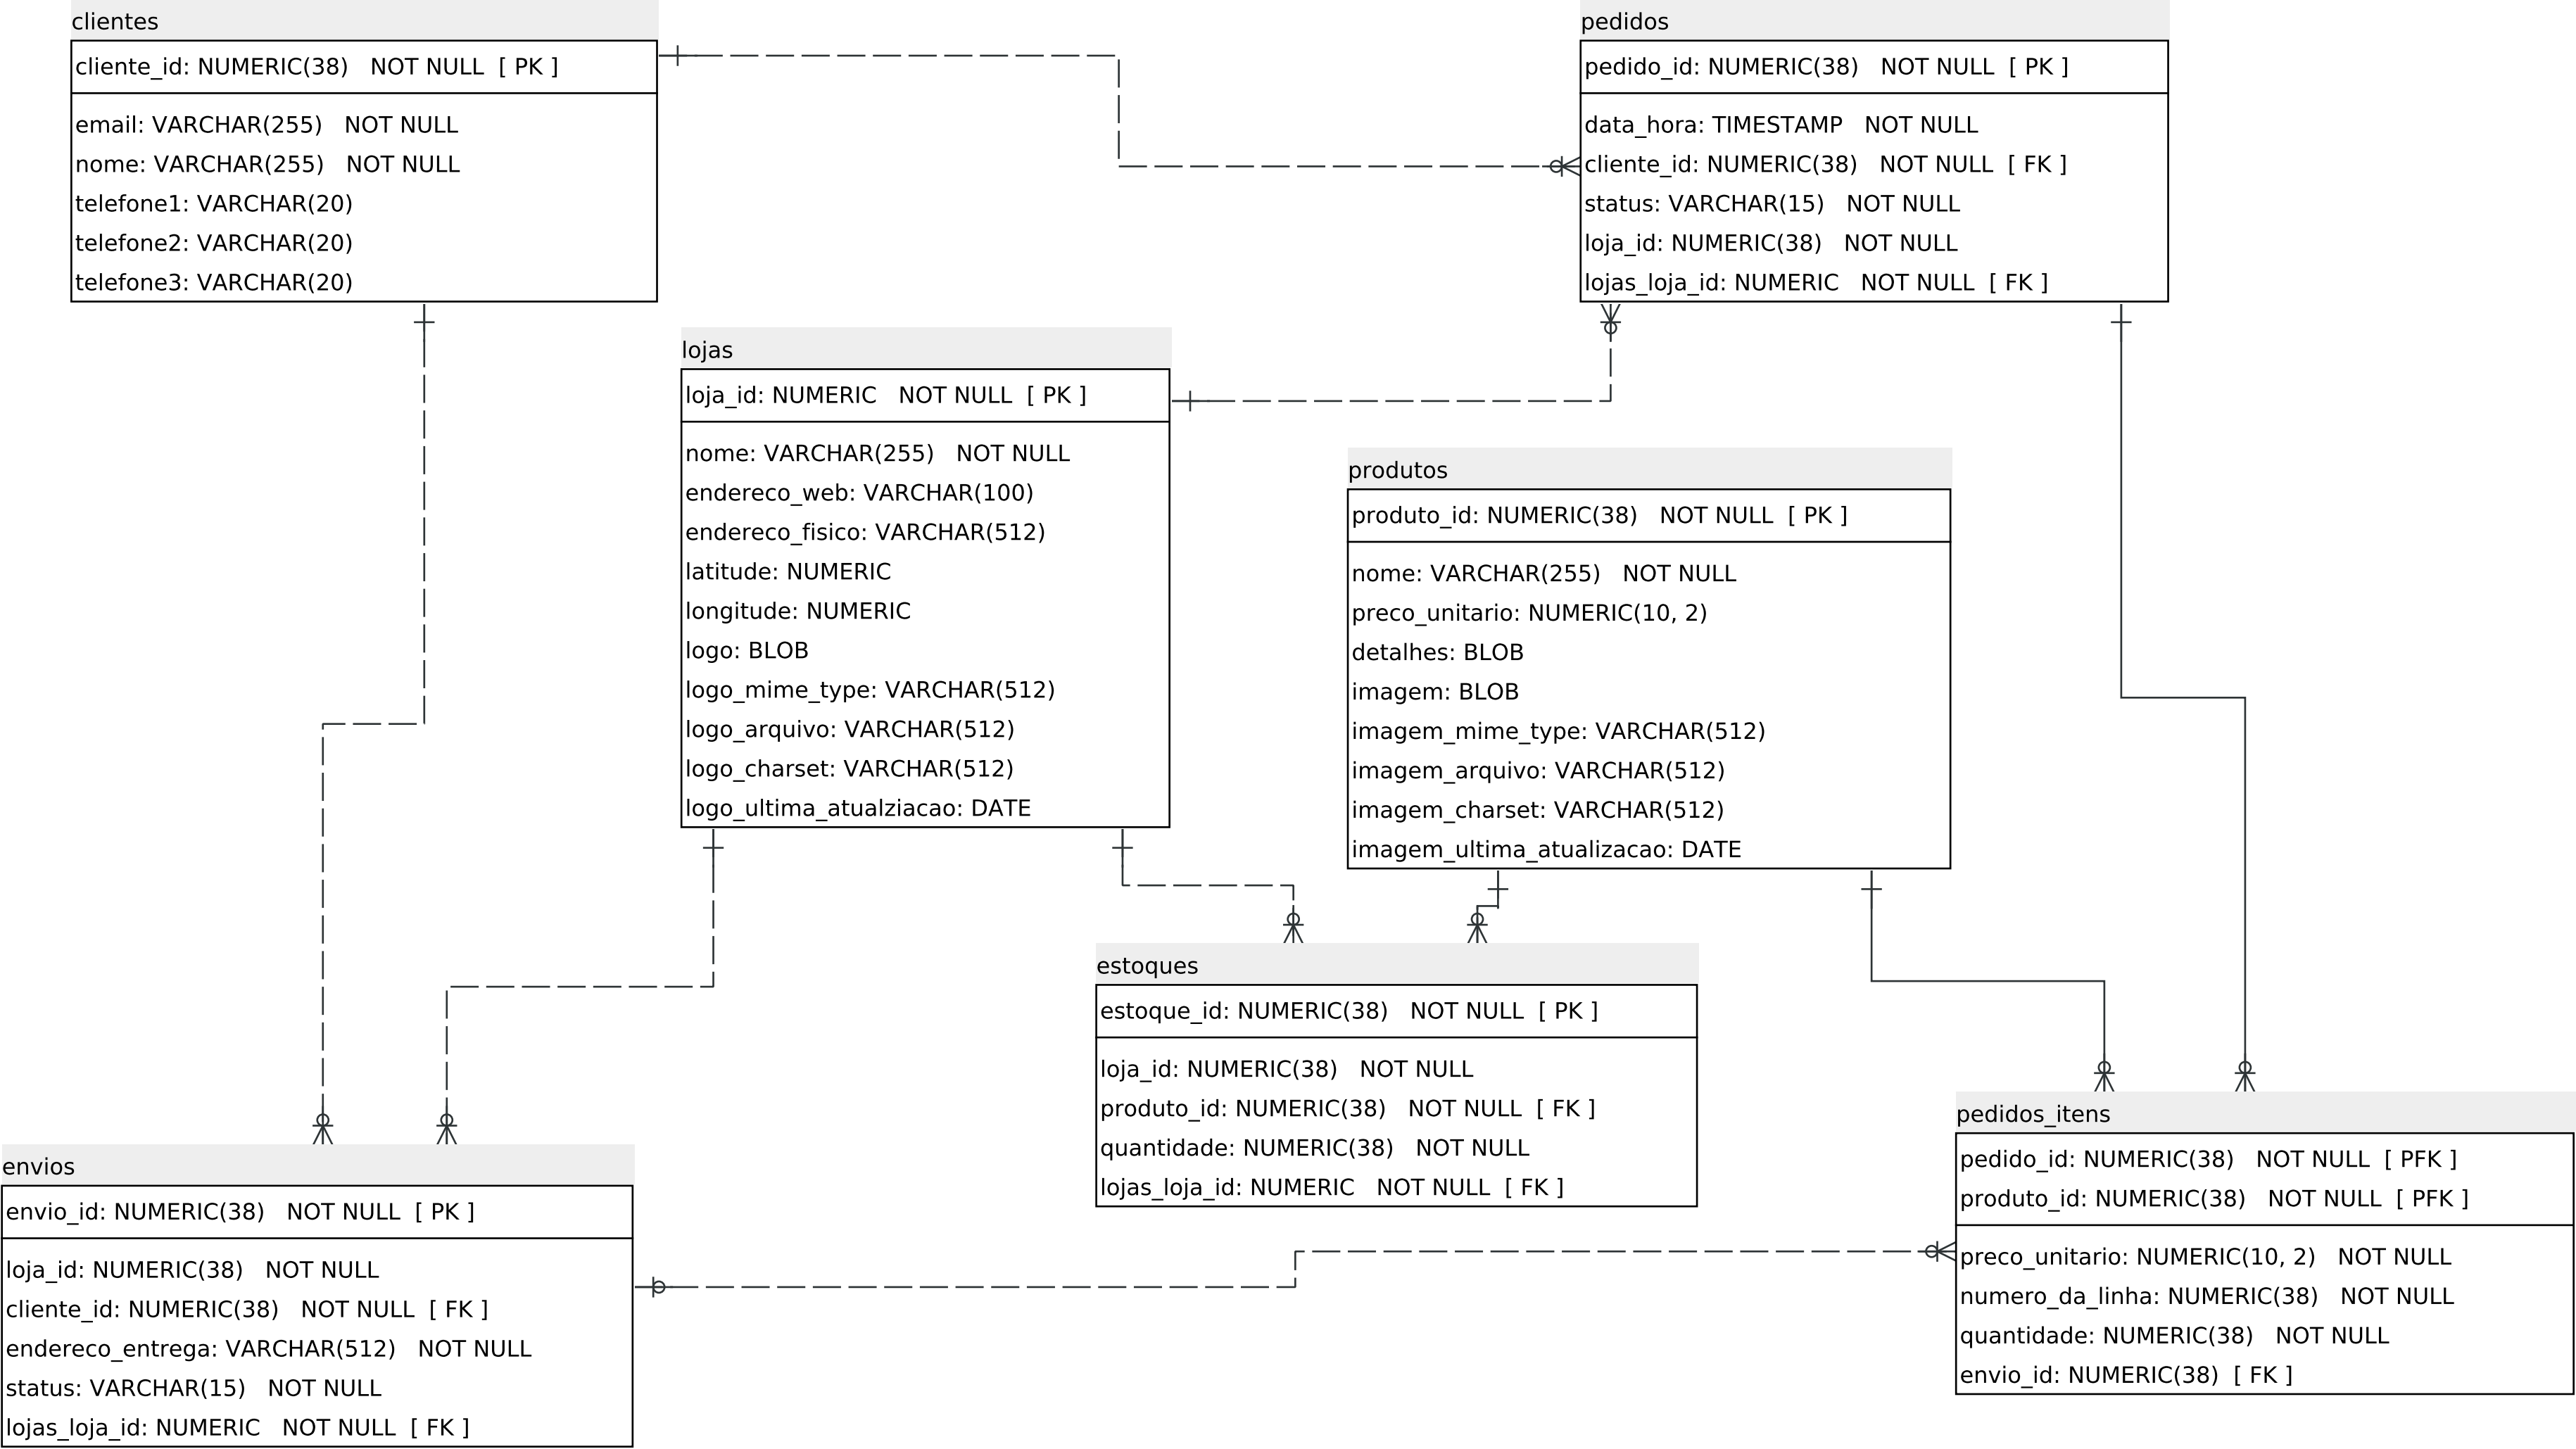 clientes
cliente_id: NUMERIC(38) NOT NULL [ PK ]
email: VARCHAR(255) NOT NULL
nome: VARCHAR(255) NOT NULL
telefone1: VARCHAR(20)
telefone2: VARCHAR(20)
telefone3: VARCHAR(20)
pedidos
pedido_id: NUMERIC(38) NOT NULL [ PK ]
data_hora: TIMESTAMP NOT NULL
cliente_id: NUMERIC(38) NOT NULL [ FK ]
status: VARCHAR(15) NOT NULL
loja_id: NUMERIC(38) NOT NULL
lojas_loja_id: NUMERIC NOT NULL [ FK ]
lojas
loja_id: NUMERIC NOT NULL [ PK ]
nome: VARCHAR(255) NOT NULL
endereco_web: VARCHAR(100)
endereco_fisico: VARCHAR(512)
latitude: NUMERIC
longitude: NUMERIC
logo: BLOB
logo_mime_type: VARCHAR(512)
logo_arquivo: VARCHAR(512)
logo_charset: VARCHAR(512)
logo_ultima_atualziacao: DATE
produtos
produto_id: NUMERIC(38) NOT NULL [ PK ]
nome: VARCHAR(255) NOT NULL
preco_unitario: NUMERIC(10, 2)
detalhes: BLOB
imagem: BLOB
imagem_mime_type: VARCHAR(512)
imagem_arquivo: VARCHAR(512)
imagem_charset: VARCHAR(512)
imagem_ultima_atualizacao: DATE
estoques
estoque_id: NUMERIC(38) NOT NULL [ PK ]
loja_id: NUMERIC(38) NOT NULL
produto_id: NUMERIC(38) NOT NULL [ FK ]
quantidade: NUMERIC(38) NOT NULL
lojas_loja_id: NUMERIC NOT NULL [ FK ]
pedidos_itens
pedido_id: NUMERIC(38) NOT NULL [ PFK ]
produto_id: NUMERIC(38) NOT NULL [ PFK ]
preco_unitario: NUMERIC(10, 2) NOT NULL
numero_da_linha: NUMERIC(38) NOT NULL
quantidade: NUMERIC(38) NOT NULL
envio_id: NUMERIC(38) [ FK ]
envios
envio_id: NUMERIC(38) NOT NULL [ PK ]
loja_id: NUMERIC(38) NOT NULL
cliente_id: NUMERIC(38) NOT NULL [ FK ]
endereco_entrega: VARCHAR(512) NOT NULL
status: VARCHAR(15) NOT NULL
lojas_loja_id: NUMERIC NOT NULL [ FK ]